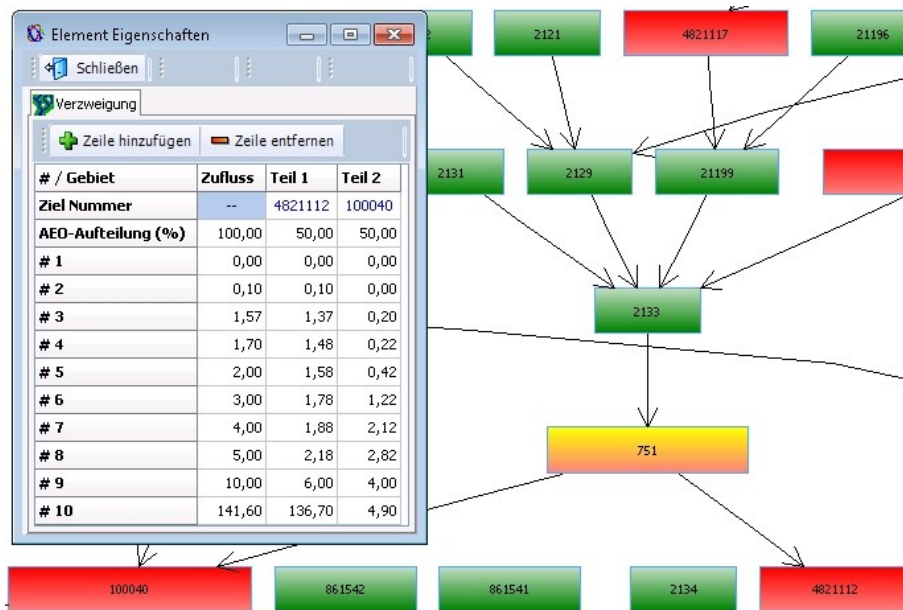 Element Eigenschaften
Schließen
Verzweigung
Zeile hinzufügen Zeile entfernen
# / Gebiet Zufluss Teil 1 Teil 2
Ziel Nummer -- 4821112 100040
AEO-Aufteilung (%) 100,00 50,00 50,00
# 1 0,00 0,00 0,00
# 2 0,10 0,10 0,00
# 3 1,57 1,37 0,20
# 4 1,70 1,48 0,22
# 5 2,00 1,58 0,42
# 6 3,00 1,78 1,22
# 7 4,00 1,88 2,12
# 8 5,00 2,18 2,82
# 9 10,00 6,00 4,00
# 10 141,60 136,70 4,90
2121 4821117 21196
2131 2129 21199
2133
751
100040 861542 861541 2134 4821112